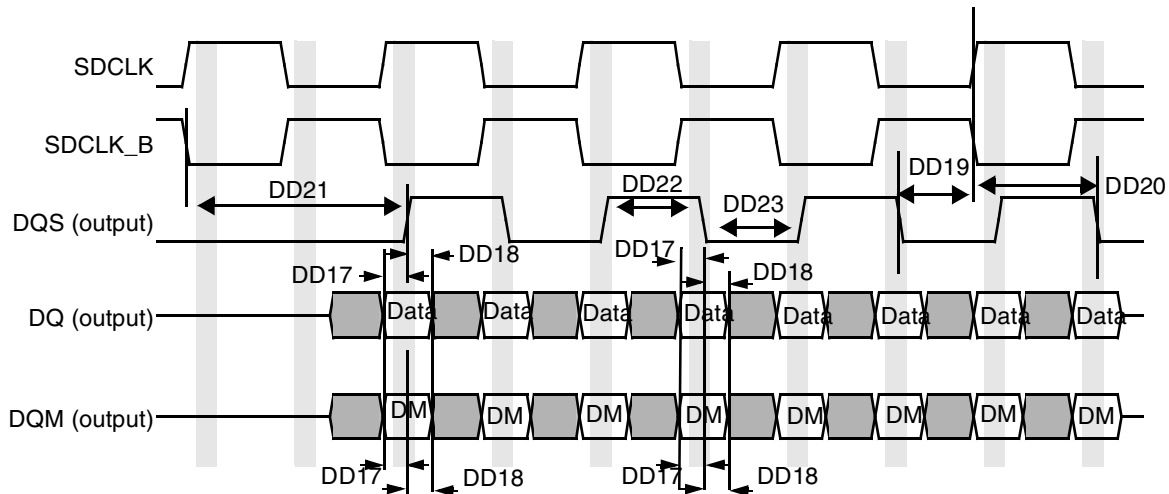 SDCLK
SDCLK_B
DD19
DD21
DD22
DD20
DQS (output)
DD23
DD17
DD18
DD17
DD18
DQ (output)
Data
Data
Data
Data
Data
Data
Data
Data
DQM (output)
DM
DM
DM
DM
DM
DM
DM
DM
DD17
DD18
DD17
DD18